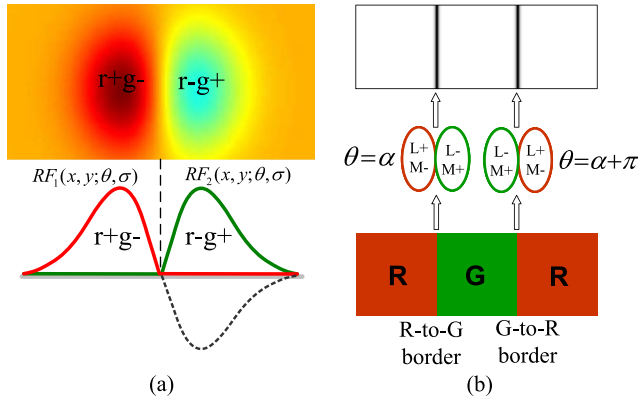 r+g- r-g+
RF₁(x, y;θ,σ) RF₂(x, y;θ,σ)
r+g- r-g+
(a)
θ=α L+ M- L- M+ L- M+ L+ M- θ=α+π
R G R
R-to-G border
G-to-R border
(b)